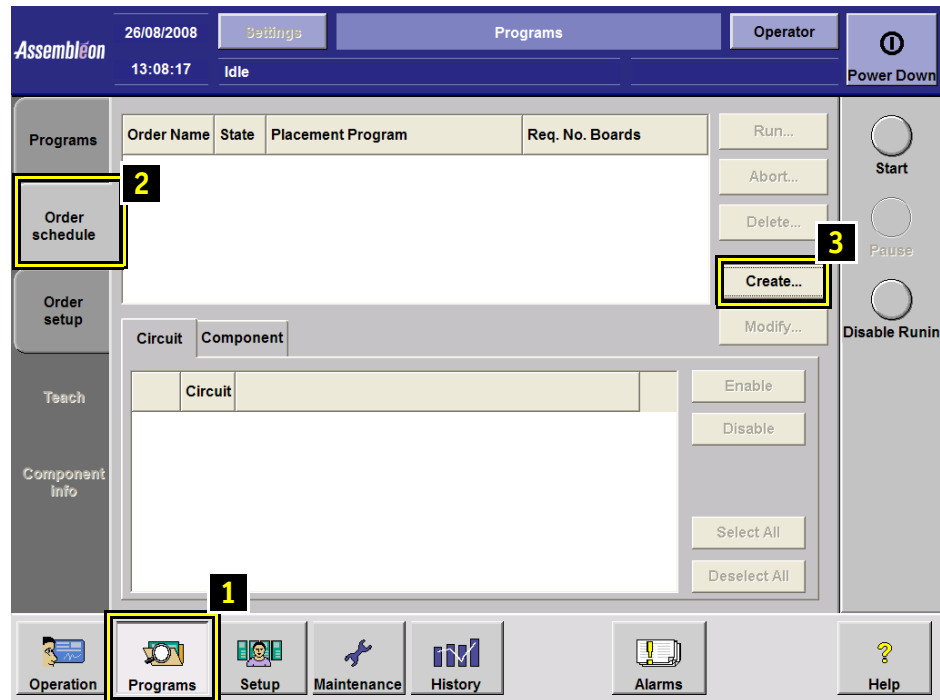 Assembléon
26/08/2008
Settings
Programs
Operator
Power Down
13:08:17
Idle
Programs
Order Name
State
Placement Program
Req. No. Boards
Run...
Start
2
Abort...
Order
schedule
Delete...
3
Pause
Create...
Order
setup
Modify...
Disable Runin
Circuit
Component
Circuit
Enable
Teach
Disable
Component
info
Select All
Deselect All
1
Operation
Programs
Setup
Maintenance
History
Alarms
Help